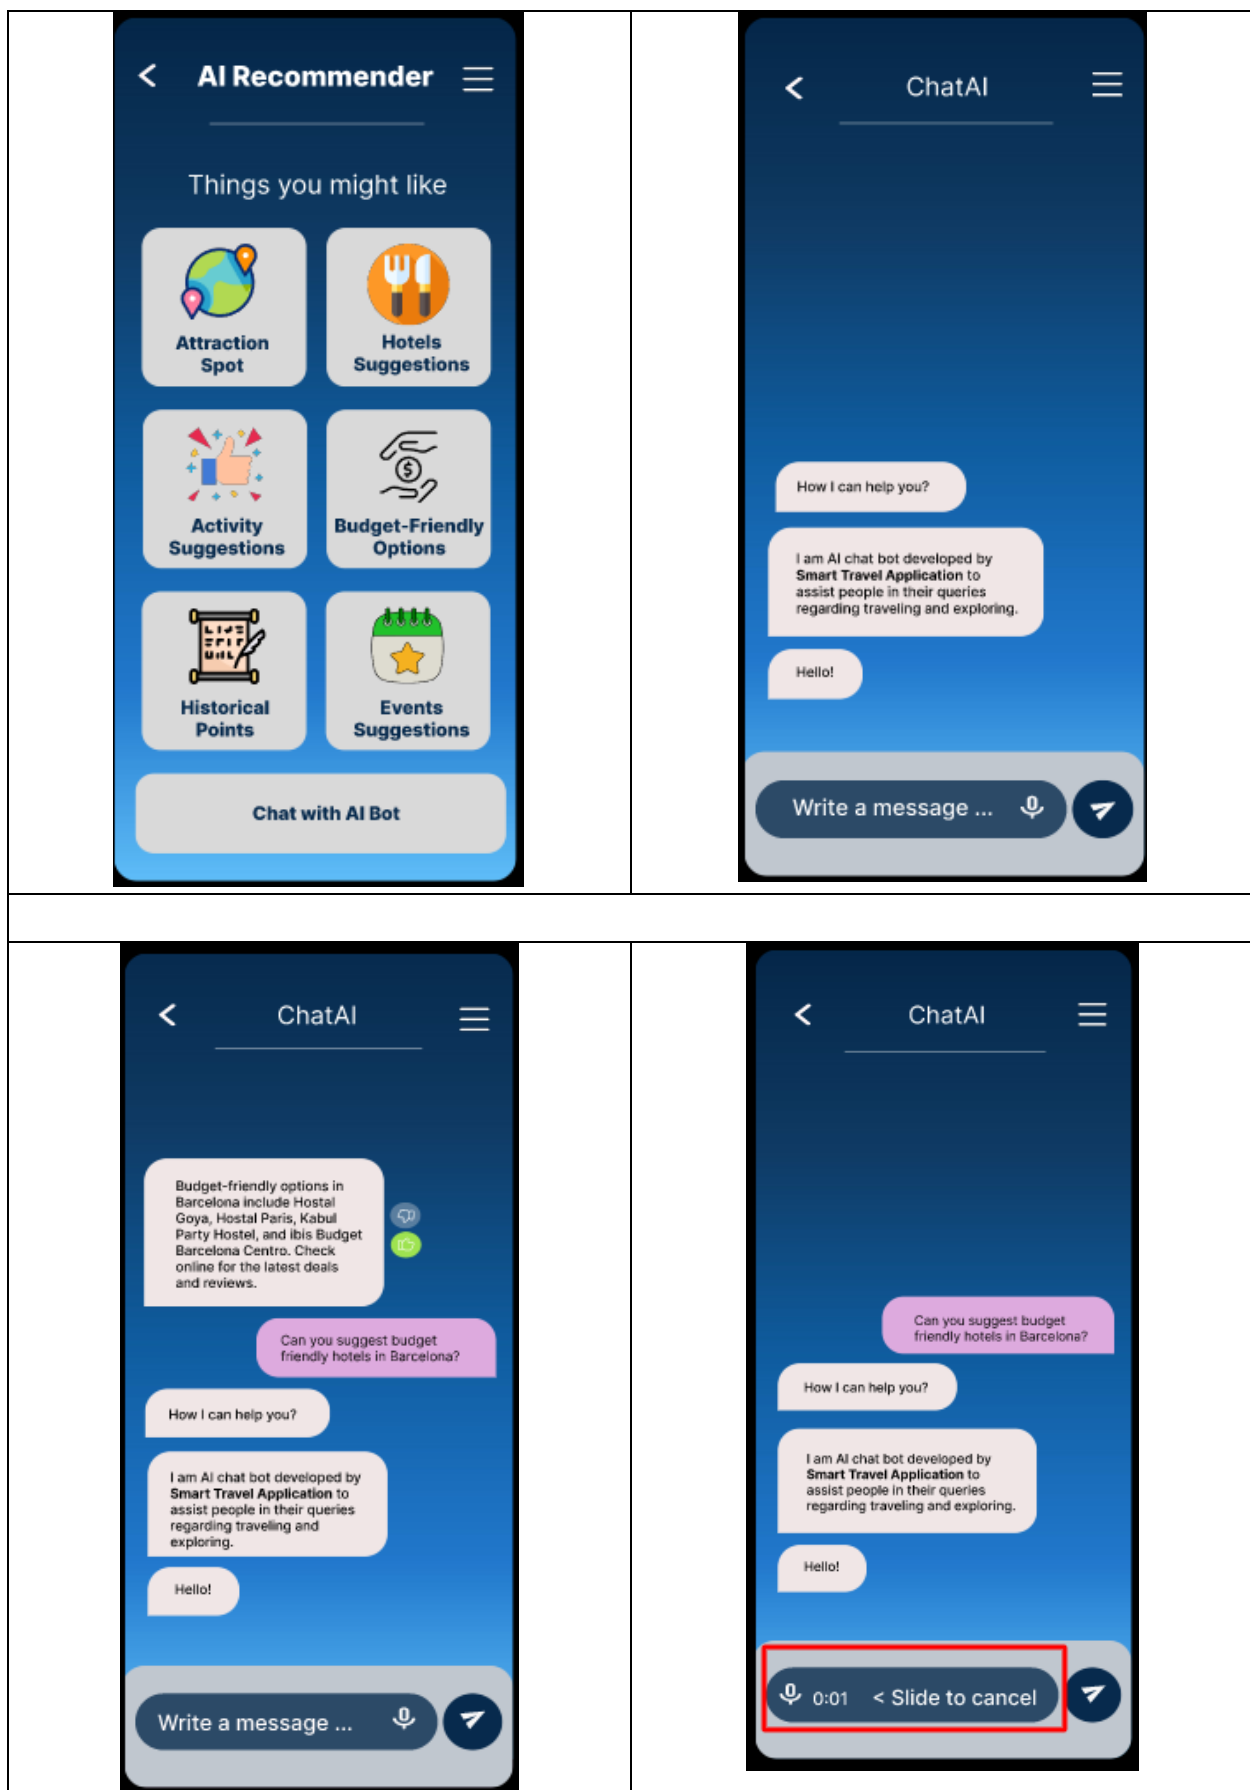 AI Recommender
Things you might like
Attraction
Spot
Hotels
Suggestions
Activity
Suggestions
Budget-Friendly
Options
Historical
Points
Events
Suggestions
Chat with AI Bot
ChatAI
How I can help you?
I am AI chat bot developed by
Smart Travel Application to
assist people in their queries
regarding traveling and exploring.
Hello!
Write a message ...
ChatAI
Budget-friendly options in
Barcelona include Hostal
Goya, Hostal Paris, Kabul
Party Hostel, and ibis Budget
Barcelona Centro. Check
online for the latest deals
and reviews.
Can you suggest budget
friendly hotels in Barcelona?
How I can help you?
I am AI chat bot developed by
Smart Travel Application to
assist people in their queries
regarding traveling and
exploring.
Hello!
Write a message ...
ChatAI
Can you suggest budget
friendly hotels in Barcelona?
How I can help you?
I am AI chat bot developed by
Smart Travel Application to
assist people in their queries
regarding traveling and exploring.
Hello!
0:01 < Slide to cancel